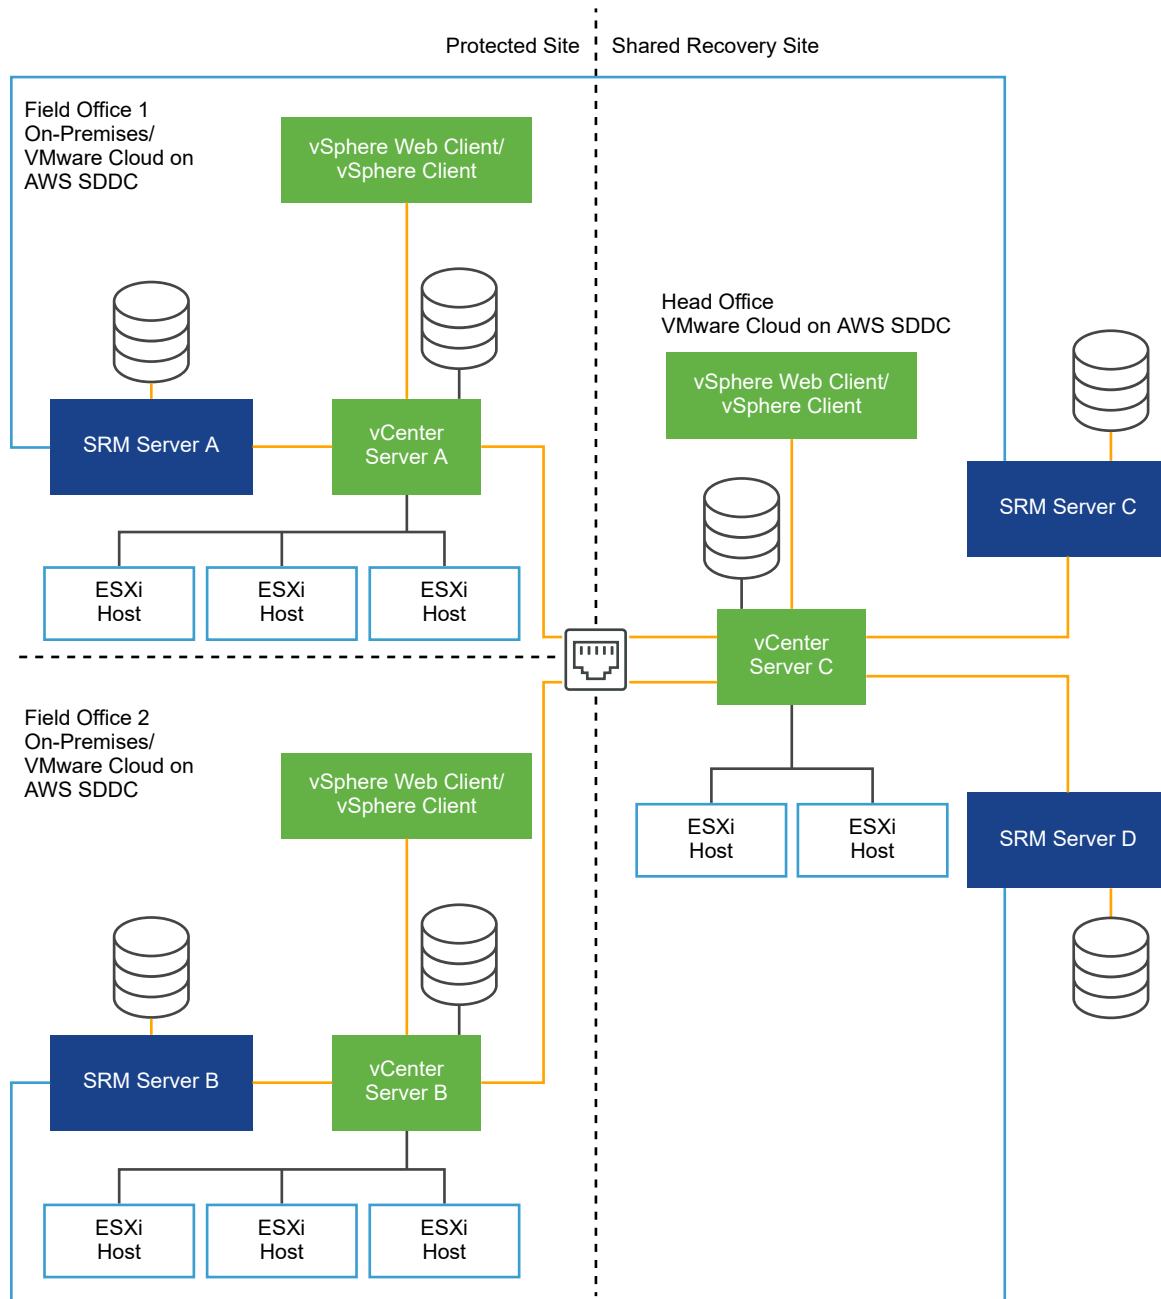 Protected Site
Shared Recovery Site
Field Office 1
On-Premises/
VMware Cloud on
AWS SDDC
vSphere Web Client/
vSphere Client
SRM Server A
vCenter
Server A
ESXi
Host
ESXi
Host
ESXi
Host
Head Office
VMware Cloud on AWS SDDC
vSphere Web Client/
vSphere Client
SRM Server C
vCenter
Server C
ESXi
Host
ESXi
Host
SRM Server D
Field Office 2
On-Premises/
VMware Cloud on
AWS SDDC
vSphere Web Client/
vSphere Client
SRM Server B
vCenter
Server B
ESXi
Host
ESXi
Host
ESXi
Host